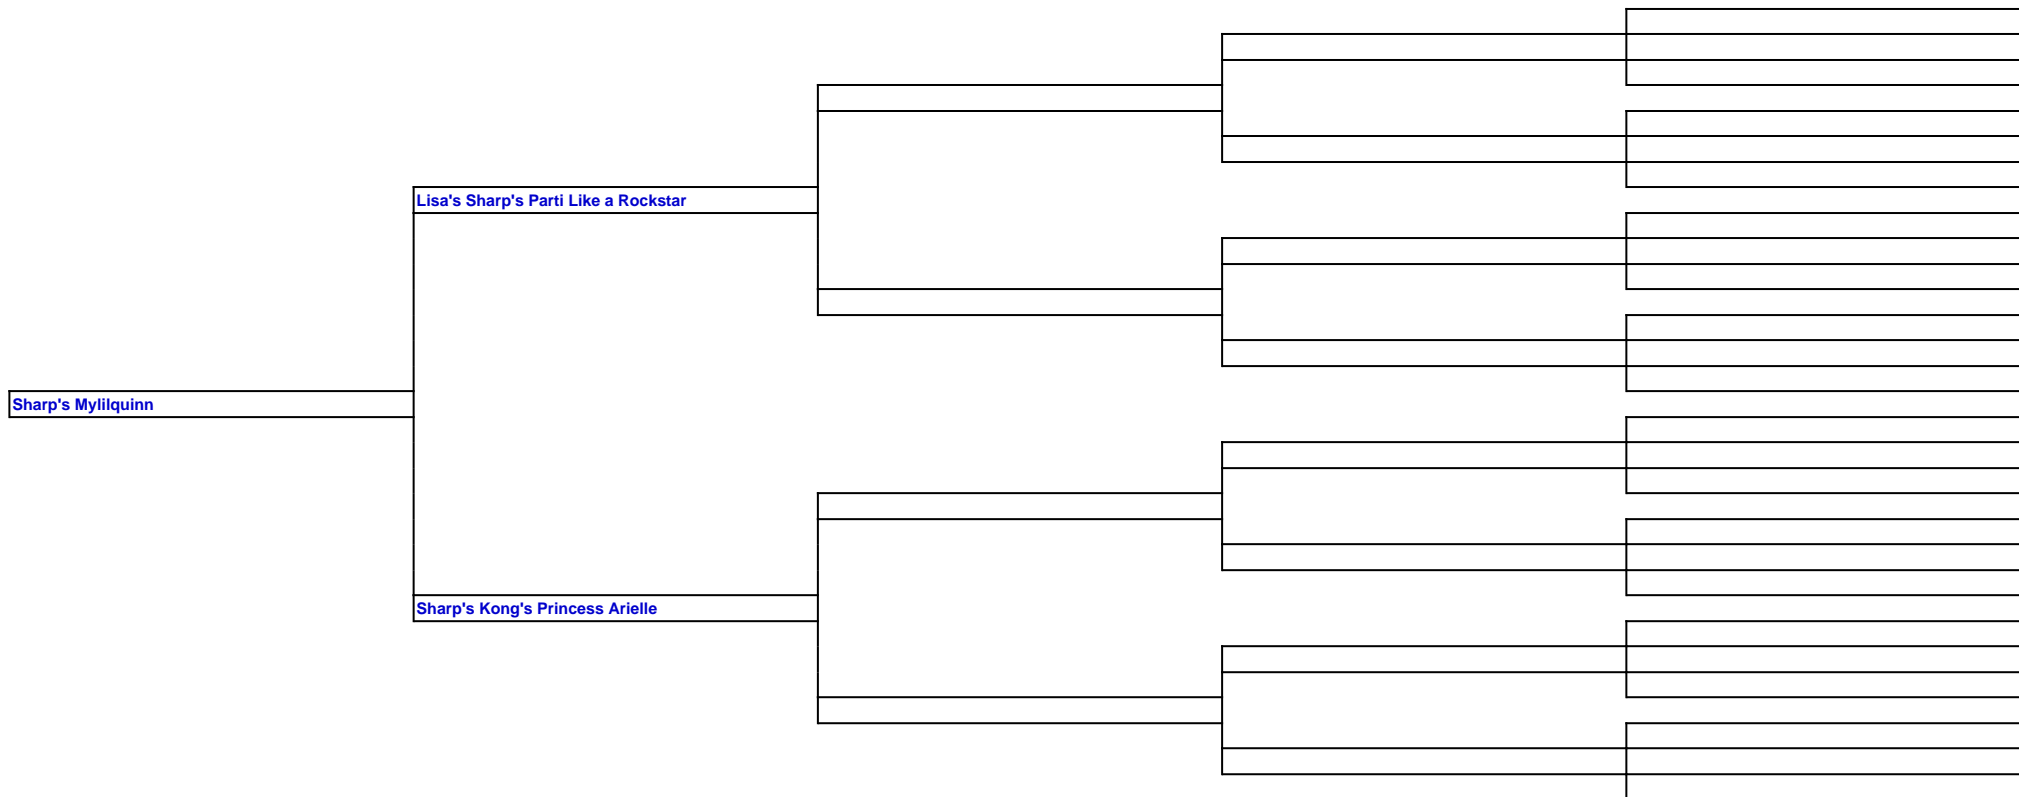 Lisa's Sharp's Parti Like a Rockstar
Sharp's Mylilquinn
Sharp's Kong's Princess Arielle